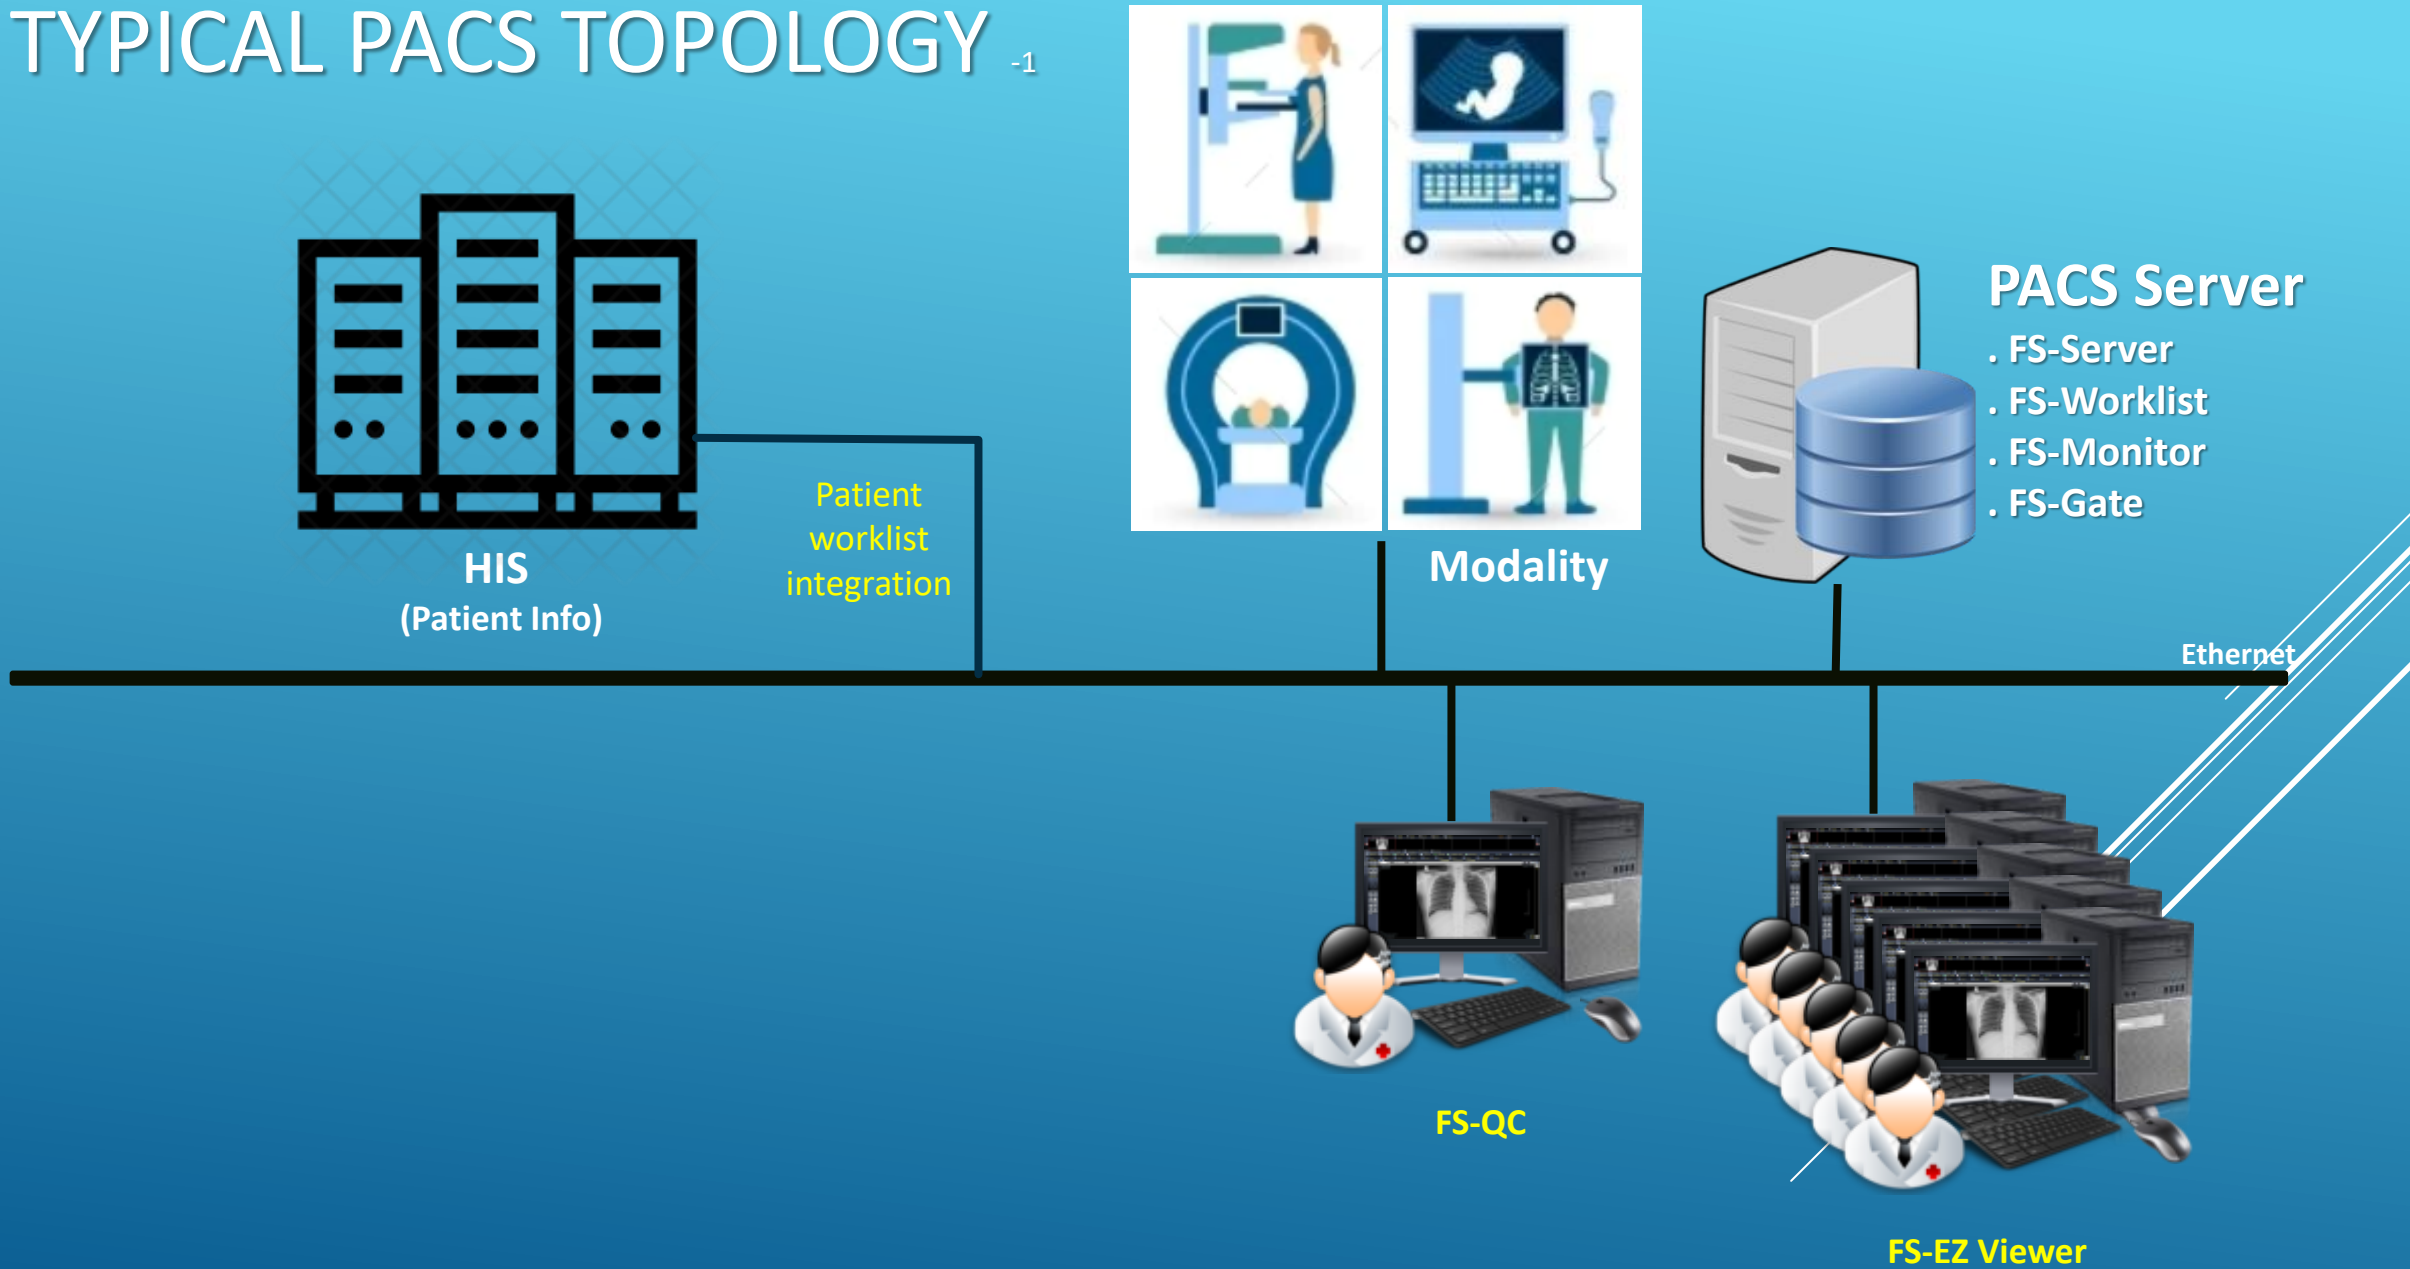 TYPICAL PACS TOPOLOGY -1
PACS Server
. FS-Server
. FS-Worklist
. FS-Monitor
. FS-Gate
Patient
worklist
integration
HIS
(Patient Info)
Modality
Ethernet
FS-QC
FS-EZ Viewer